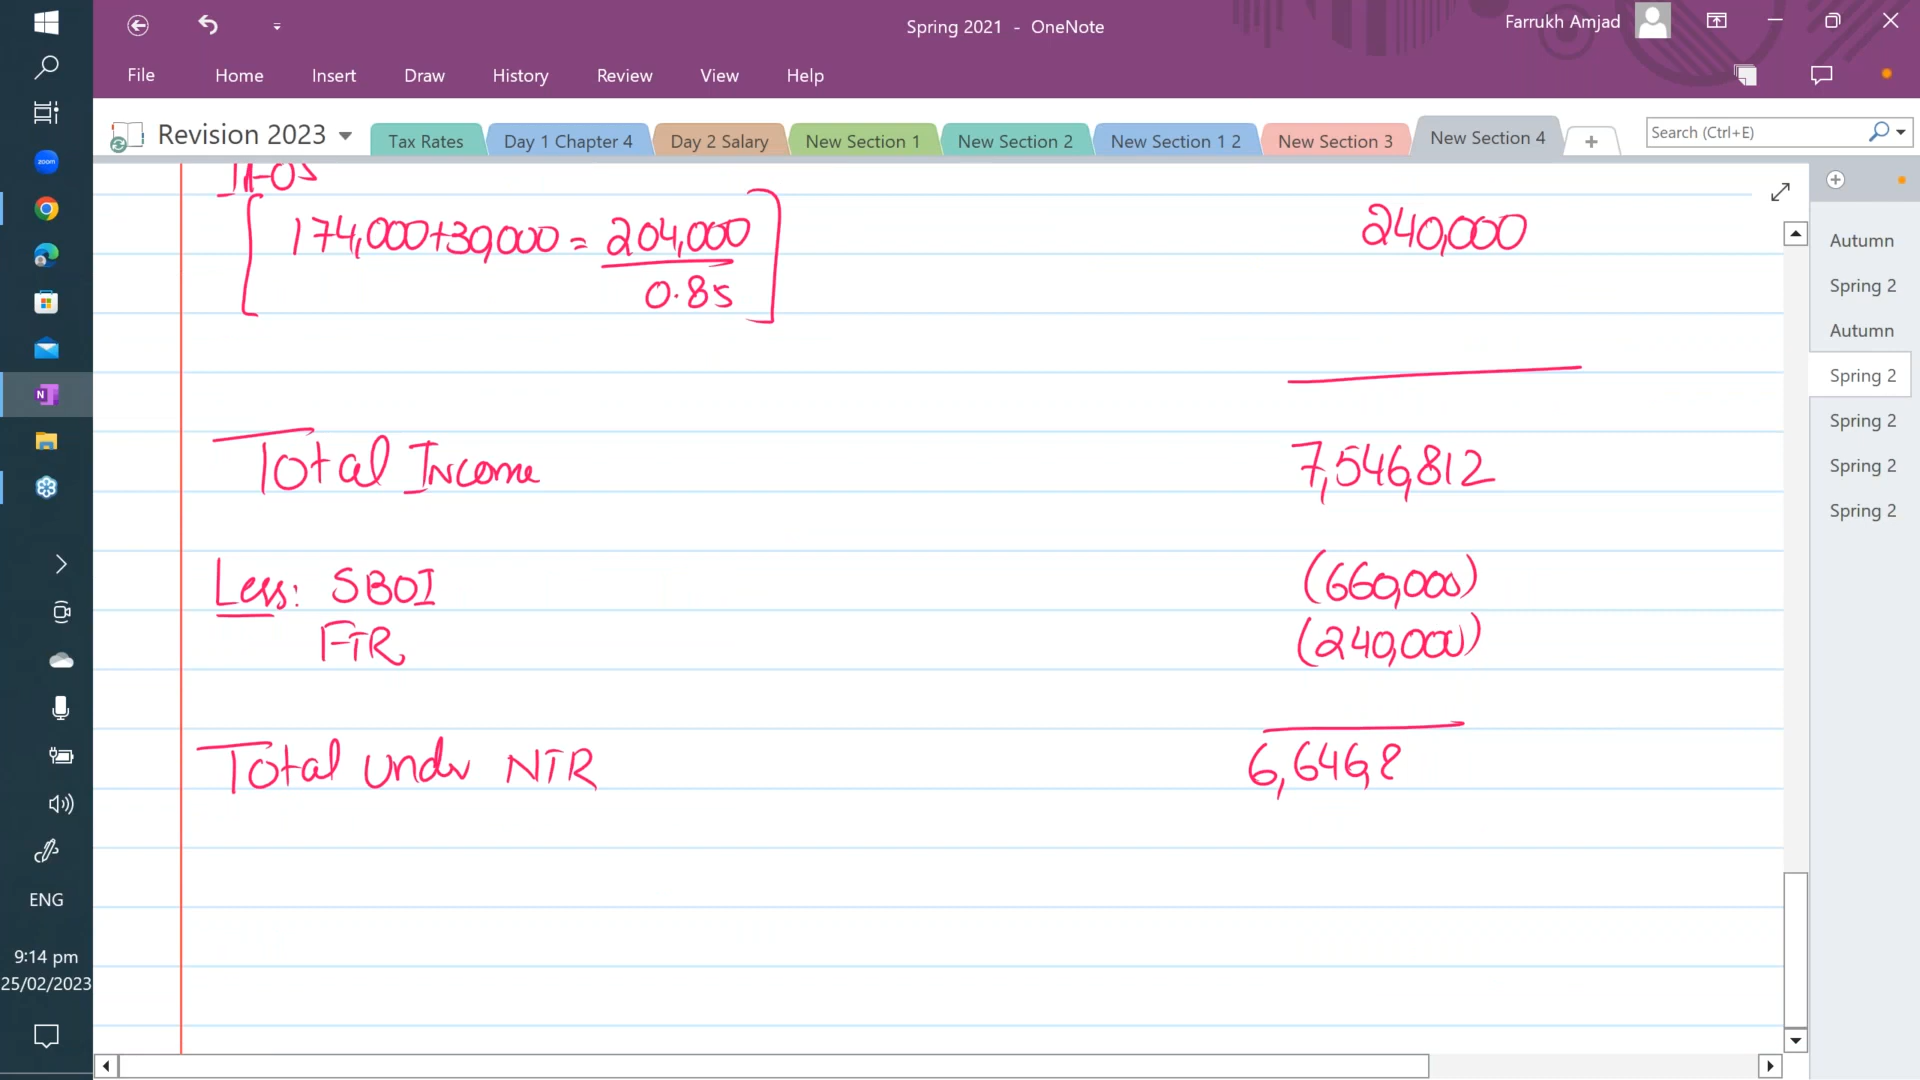 Spring 2021 - OneNote
Farrukh Amjad
File Home Insert Draw History Review View Help
Revision 2023
Tax Rates Day 1 Chapter 4 Day 2 Salary New Section 1 New Section 2 New Section 1 2 New Section 3 New Section 4
Search (Ctrl+E)
zoom
N
174,000+30,000 = 204,000
0.85
240,000
Total Income 7,546,812
Less: SBOI (660,000)
FTR (240,000)
Total under NTR 6,646,8
Autumn
Spring 2
Autumn
Spring 2
Spring 2
Spring 2
Spring 2
ENG
9:14 pm
25/02/2023